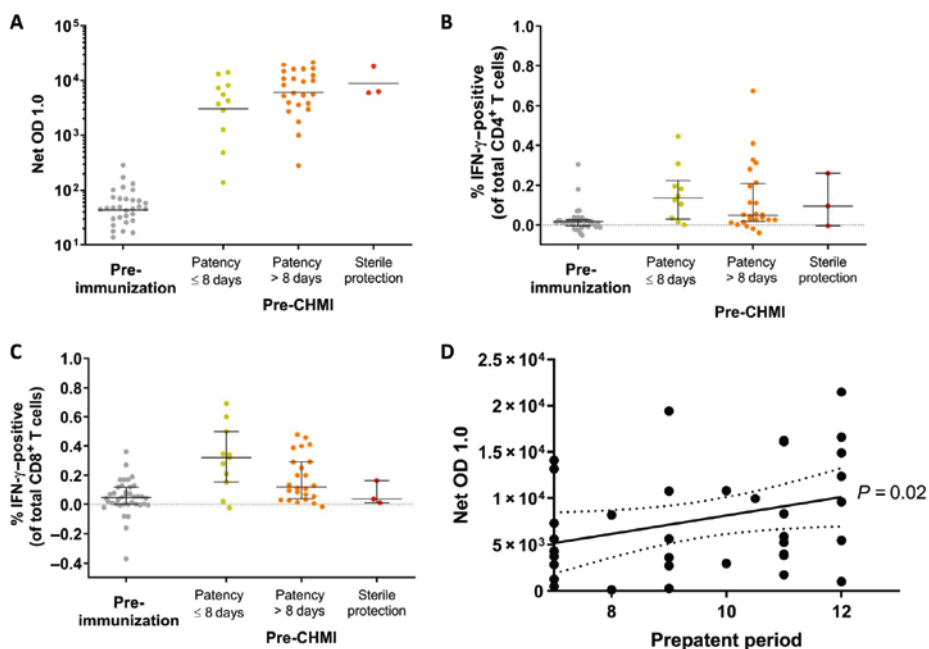 A
Net OD 1.0
10⁵
10⁴
10³
10²
10¹
Pre-
immunization
Patency
≤ 8 days
Patency
> 8 days
Sterile
protection
Pre-CHMI
B
% IFN-γ–positive
(of total CD4⁺ T cells)
1.0
0.8
0.6
0.4
0.2
0.0
Pre-
immunization
Patency
≤ 8 days
Patency
> 8 days
Sterile
protection
Pre-CHMI
C
% IFN-γ–positive
(of total CD8⁺ T cells)
1.0
0.8
0.6
0.4
0.2
0.0
–0.2
–0.4
Pre-
immunization
Patency
≤ 8 days
Patency
> 8 days
Sterile
protection
Pre-CHMI
D
Net OD 1.0
2.5 × 10⁴
2 × 10⁴
1.5 × 10⁴
1 × 10⁴
5 × 10³
0
P = 0.02
8
9
10
11
12
Prepatent period